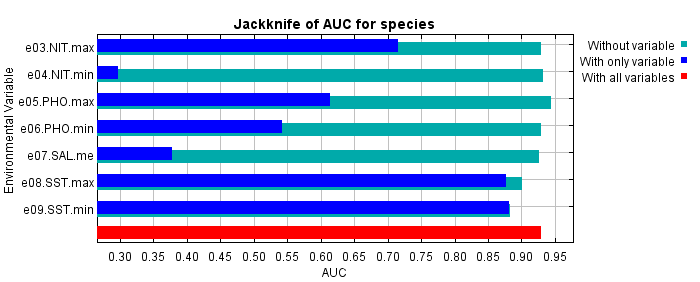 Jackknife of AUC for species
Environmental Variable
e03.NIT.max
e04.NIT.min
e05.PHO.max
e06.PHO.min
e07.SAL.me
e08.SST.max
e09.SST.min
0.30 0.35 0.40 0.45 0.50 0.55 0.60 0.65 0.70 0.75 0.80 0.85 0.90 0.95
AUC
Without variable
With only variable
With all variables